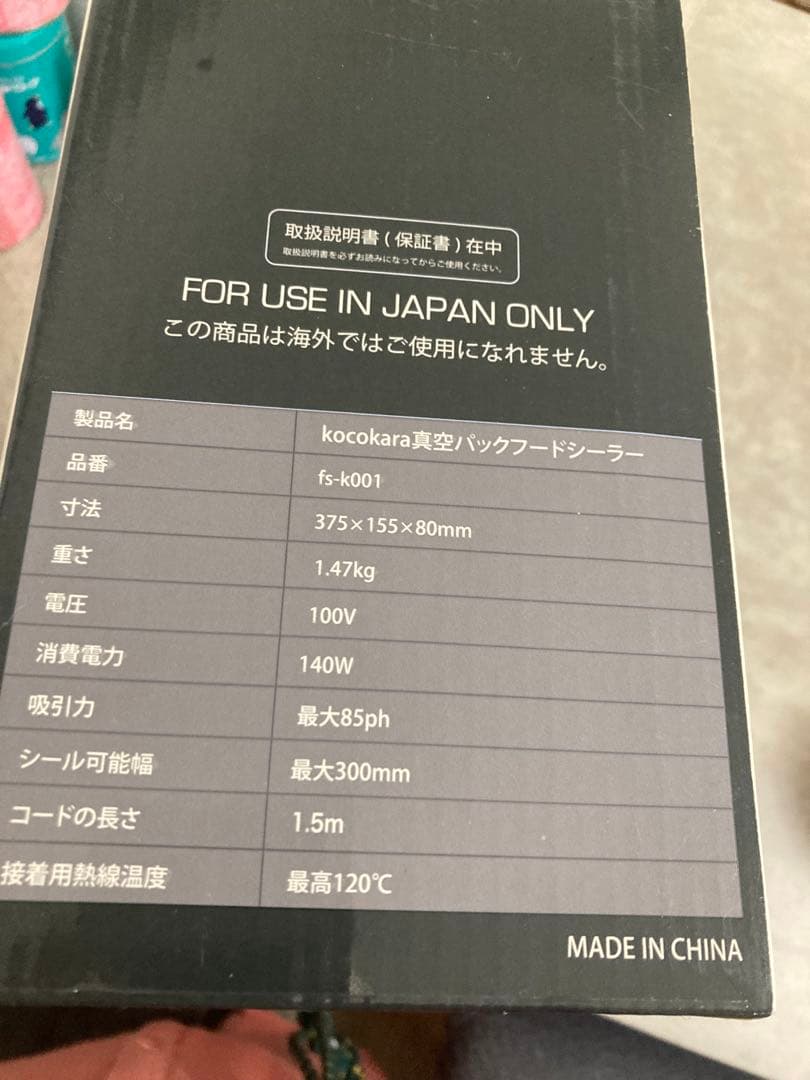 取扱説明書(保証書)在中
取扱説明書を必ずお読みになってからご使用ください。
FOR USE IN JAPAN ONLY
この商品は海外ではご使用になれません。
製品名 kocokara真空パックフードシーラー
品番 fs-k001
寸法 375×155×80mm
重さ 1.47kg
電圧 100V
消費電力 140W
吸引力 最大85ph
シール可能幅 最大300mm
コードの長さ 1.5m
接着用熱線温度 最高120℃
MADE IN CHINA